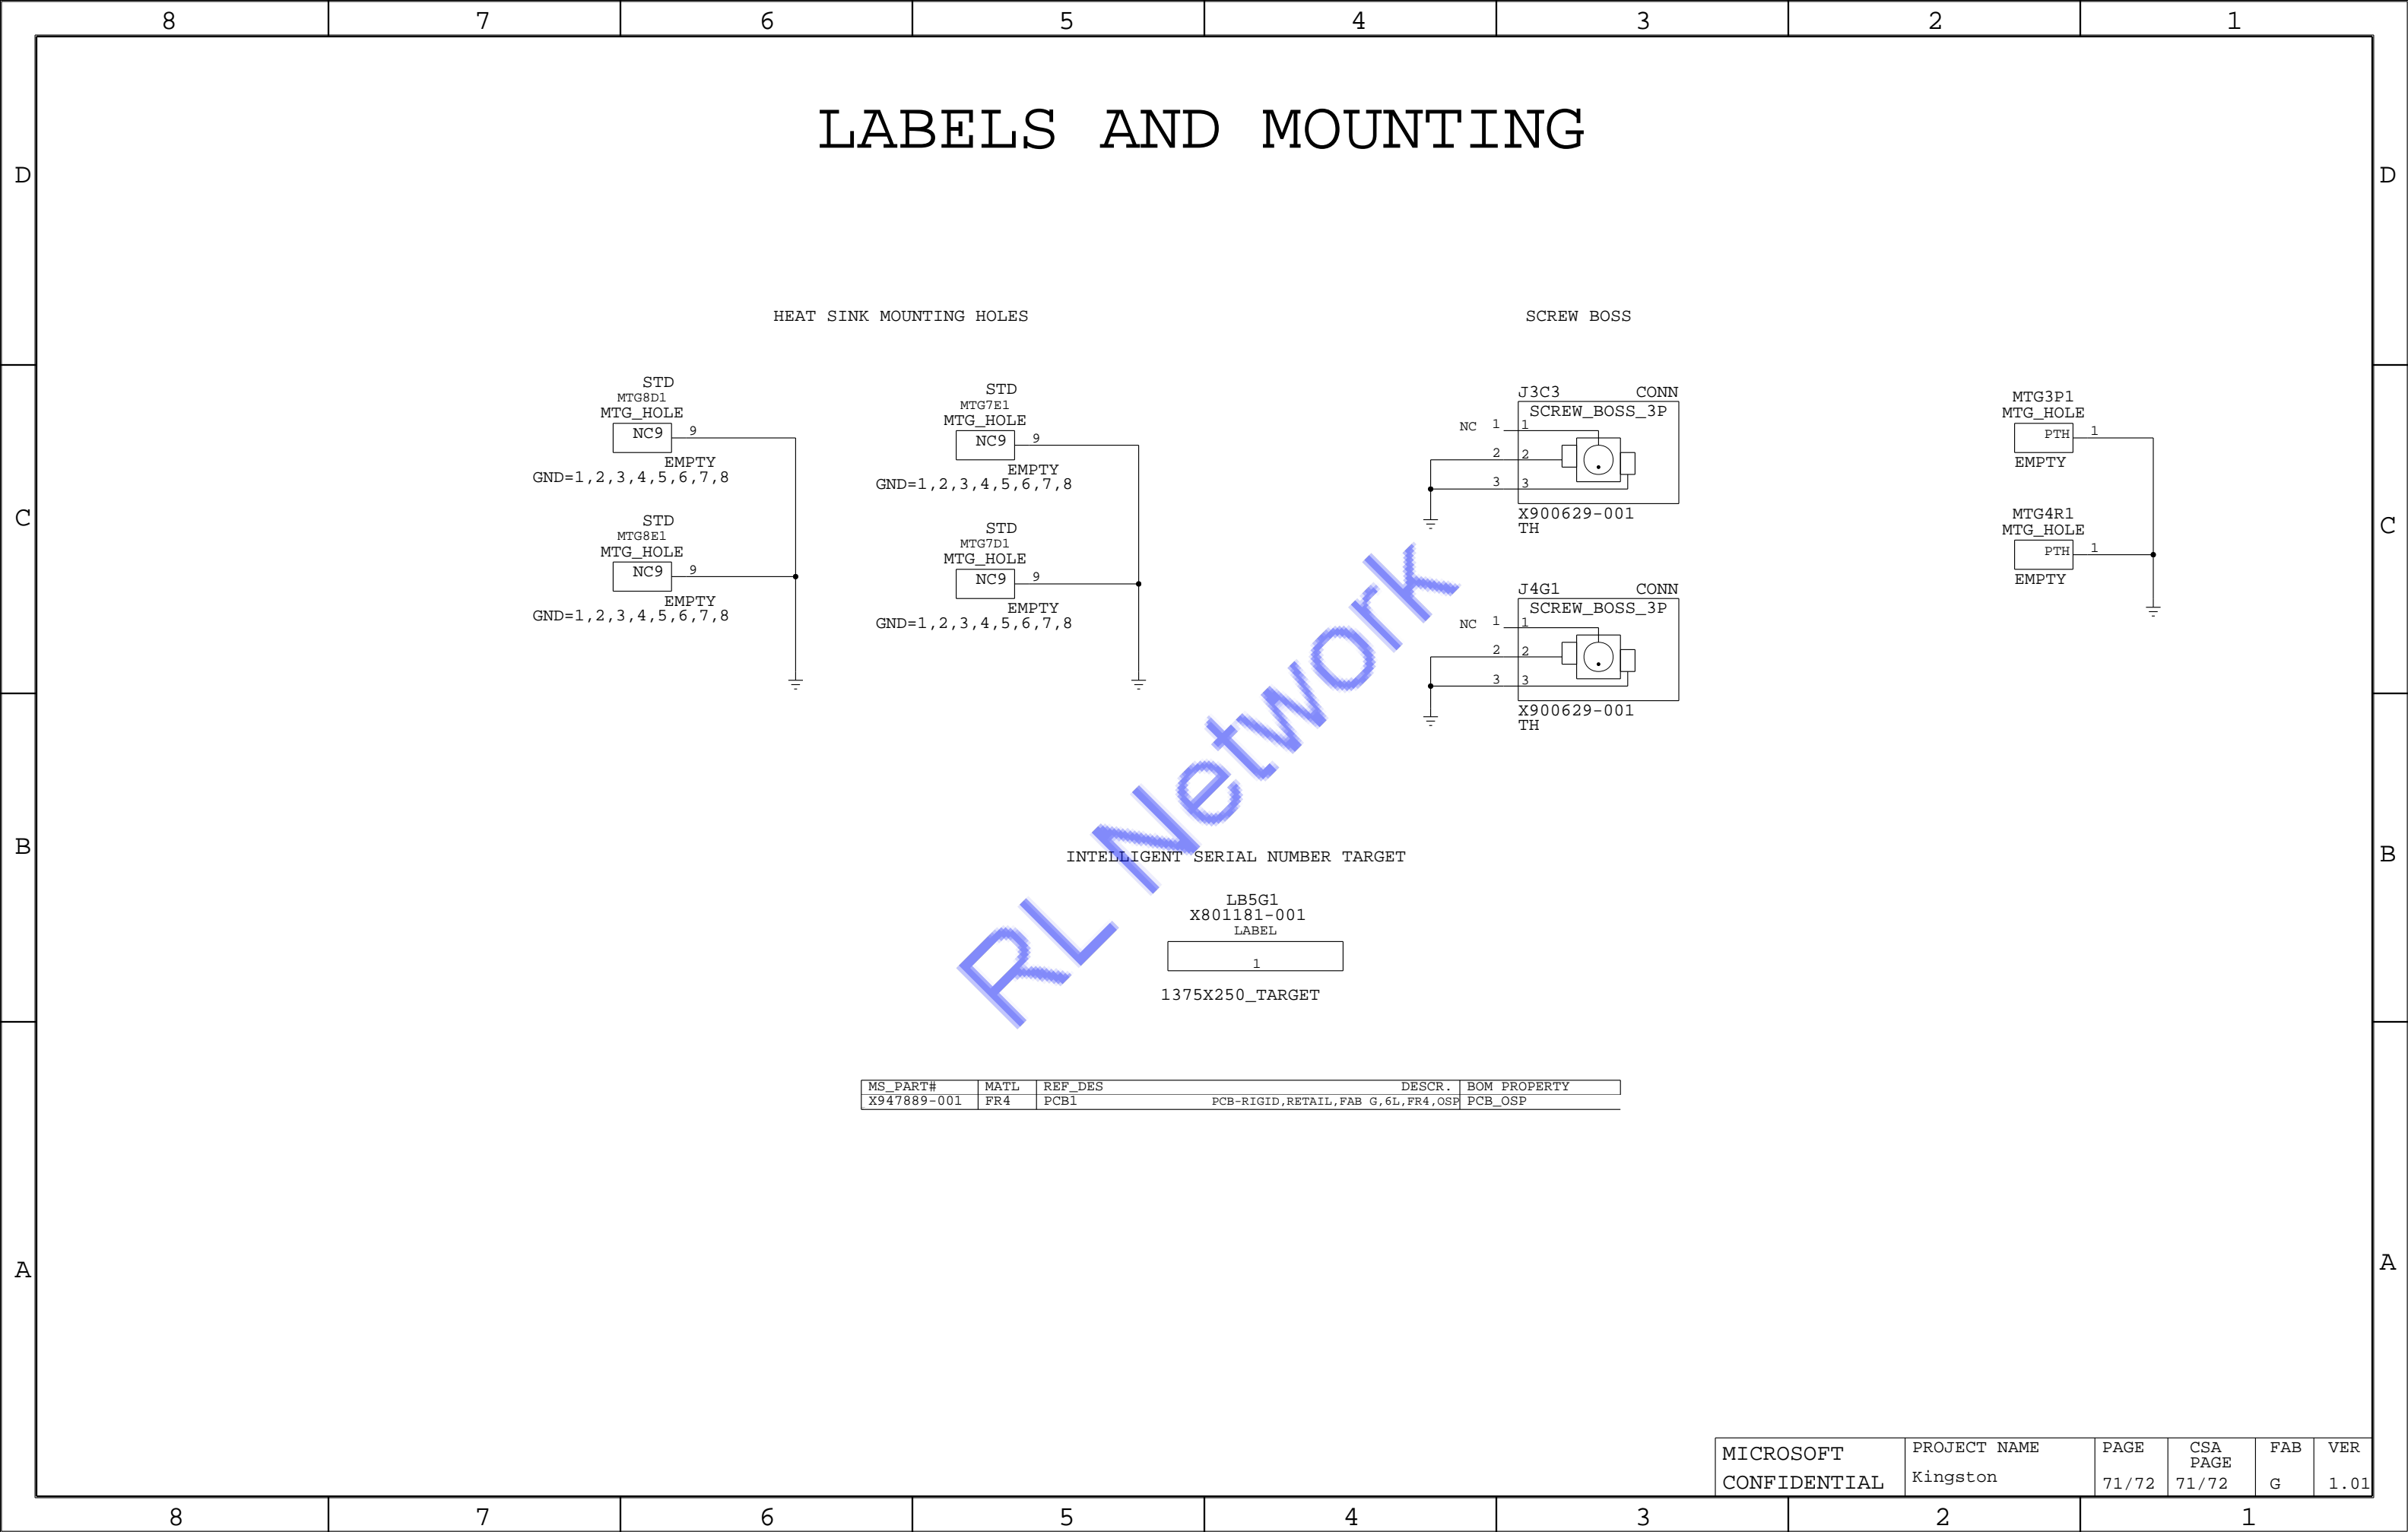 8 7 6 5 4 3 2 1
LABELS AND MOUNTING
D D
HEAT SINK MOUNTING HOLES
SCREW BOSS
STD
MTG8D1
MTG_HOLE
NC9 9
EMPTY
GND=1,2,3,4,5,6,7,8
STD
MTG8E1
MTG_HOLE
NC9 9
EMPTY
GND=1,2,3,4,5,6,7,8
STD
MTG7E1
MTG_HOLE
NC9 9
EMPTY
GND=1,2,3,4,5,6,7,8
STD
MTG7D1
MTG_HOLE
NC9 9
EMPTY
GND=1,2,3,4,5,6,7,8
J3C3 CONN
SCREW_BOSS_3P
NC 1 1
2 2
3 3
X900629-001
TH
J4G1 CONN
SCREW_BOSS_3P
NC 1 1
2 2
3 3
X900629-001
TH
MTG3P1
MTG_HOLE
PTH 1
EMPTY
MTG4R1
MTG_HOLE
PTH 1
EMPTY
C C
RL Network
B B
INTELLIGENT SERIAL NUMBER TARGET
LB5G1
X801181-001
LABEL
1
1375X250_TARGET
MS_PART# MATL REF_DES DESCR. BOM PROPERTY
X947889-001 FR4 PCB1 PCB-RIGID,RETAIL,FAB G,6L,FR4,OSP PCB_OSP
A A
MICROSOFT
CONFIDENTIAL
PROJECT NAME
Kingston
PAGE
71/72
CSA
PAGE
71/72
FAB
G
VER
1.01
8 7 6 5 4 3 2 1